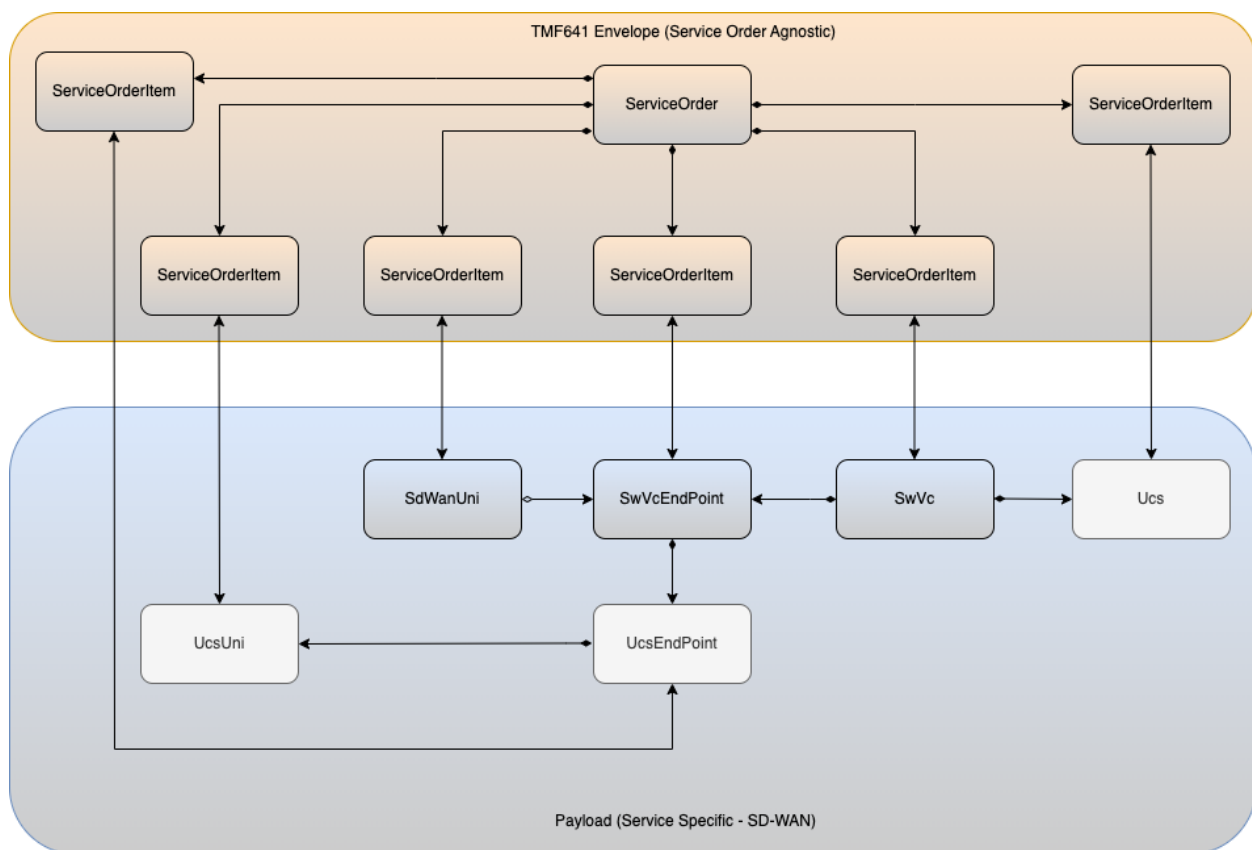 TMF641 Envelope (Service Order Agnostic)
ServiceOrderItem
ServiceOrder
ServiceOrderItem
ServiceOrderItem
ServiceOrderItem
ServiceOrderItem
ServiceOrderItem
SdWanUni
SwVcEndPoint
SwVc
Ucs
UcsUni
UcsEndPoint
Payload (Service Specific - SD-WAN)